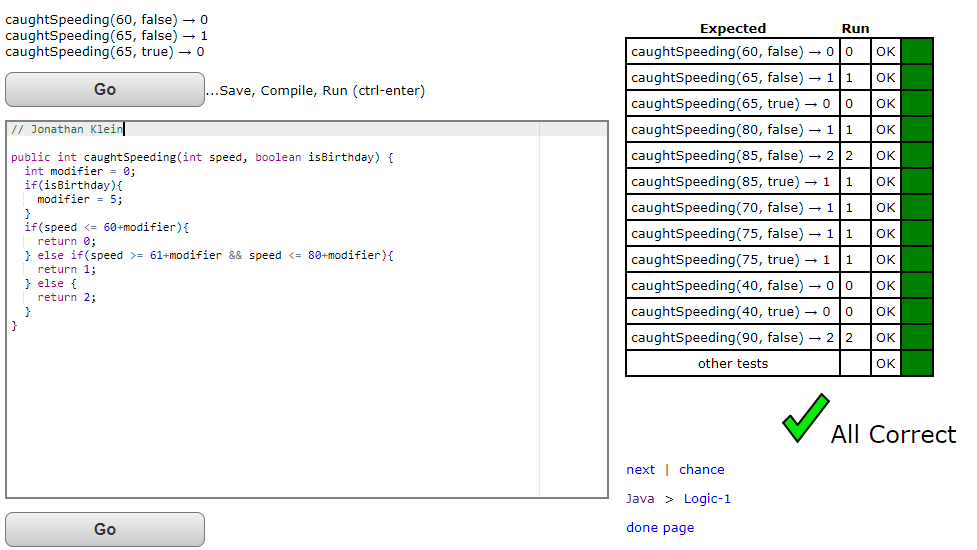 caughtSpeeding(60, false) → 0
caughtSpeeding(65, false) → 1
caughtSpeeding(65, true) → 0
Go ...Save, Compile, Run (ctrl-enter)
// Jonathan Klein
public int caughtSpeeding(int speed, boolean isBirthday) {
  int modifier = 0;
  if(isBirthday){
    modifier = 5;
  }
  if(speed <= 60+modifier){
    return 0;
  } else if(speed >= 61+modifier && speed <= 80+modifier){
    return 1;
  } else {
    return 2;
  }
}
Go
Expected Run
caughtSpeeding(60, false) → 0 0 OK
caughtSpeeding(65, false) → 1 1 OK
caughtSpeeding(65, true) → 0 0 OK
caughtSpeeding(80, false) → 1 1 OK
caughtSpeeding(85, false) → 2 2 OK
caughtSpeeding(85, true) → 1 1 OK
caughtSpeeding(70, false) → 1 1 OK
caughtSpeeding(75, false) → 1 1 OK
caughtSpeeding(75, true) → 1 1 OK
caughtSpeeding(40, false) → 0 0 OK
caughtSpeeding(40, true) → 0 0 OK
caughtSpeeding(90, false) → 2 2 OK
other tests OK
All Correct
next | chance
Java > Logic-1
done page